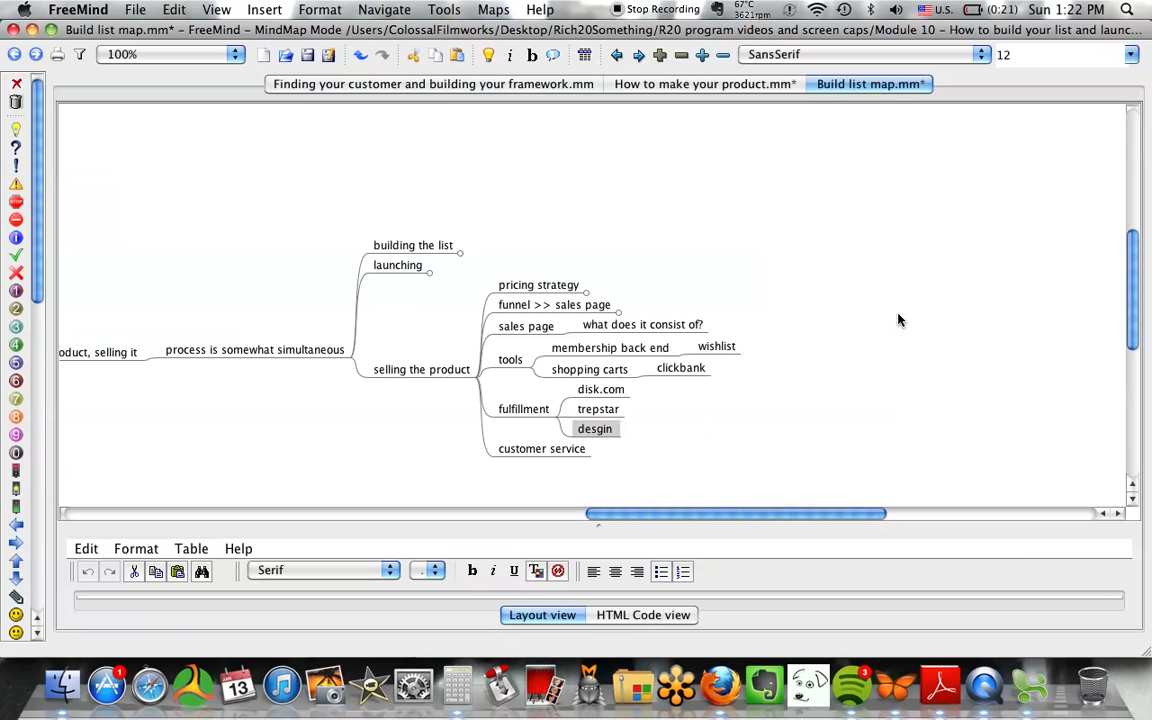 FreeMind File Edit View Insert Format Navigate Tools Maps Help Stop Recording 67°C 3621rpm U.S. (0:21) Sun 1:22 PM
Build list map.mm* - FreeMind - MindMap Mode /Users/ColossalFilmworks/Desktop/Rich20Something/R20 program videos and screen caps/Module 10 – How to build your list and launc...
100% SansSerif 12
Finding your customer and building your framework.mm How to make your product.mm* Build list map.mm*
building the list
launching
pricing strategy
funnel >> sales page
sales page what does it consist of?
oduct, selling it process is somewhat simultaneous
tools membership back end wishlist
selling the product shopping carts clickbank
disk.com
fulfillment trepstar
desgin
customer service
Edit Format Table Help
Serif .
b i U
Layout view HTML Code view
1 JAN 13 3